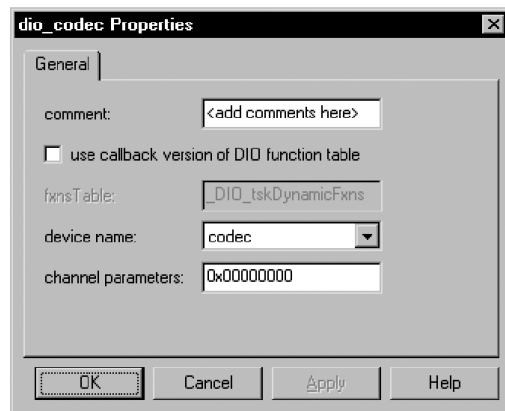 dio_codec Properties
General
comment: <add comments here>
use callback version of DIO function table
fxnsTable: _DIO_tskDynamicFxns
device name: codec
channel parameters: 0x00000000
OK Cancel Apply Help